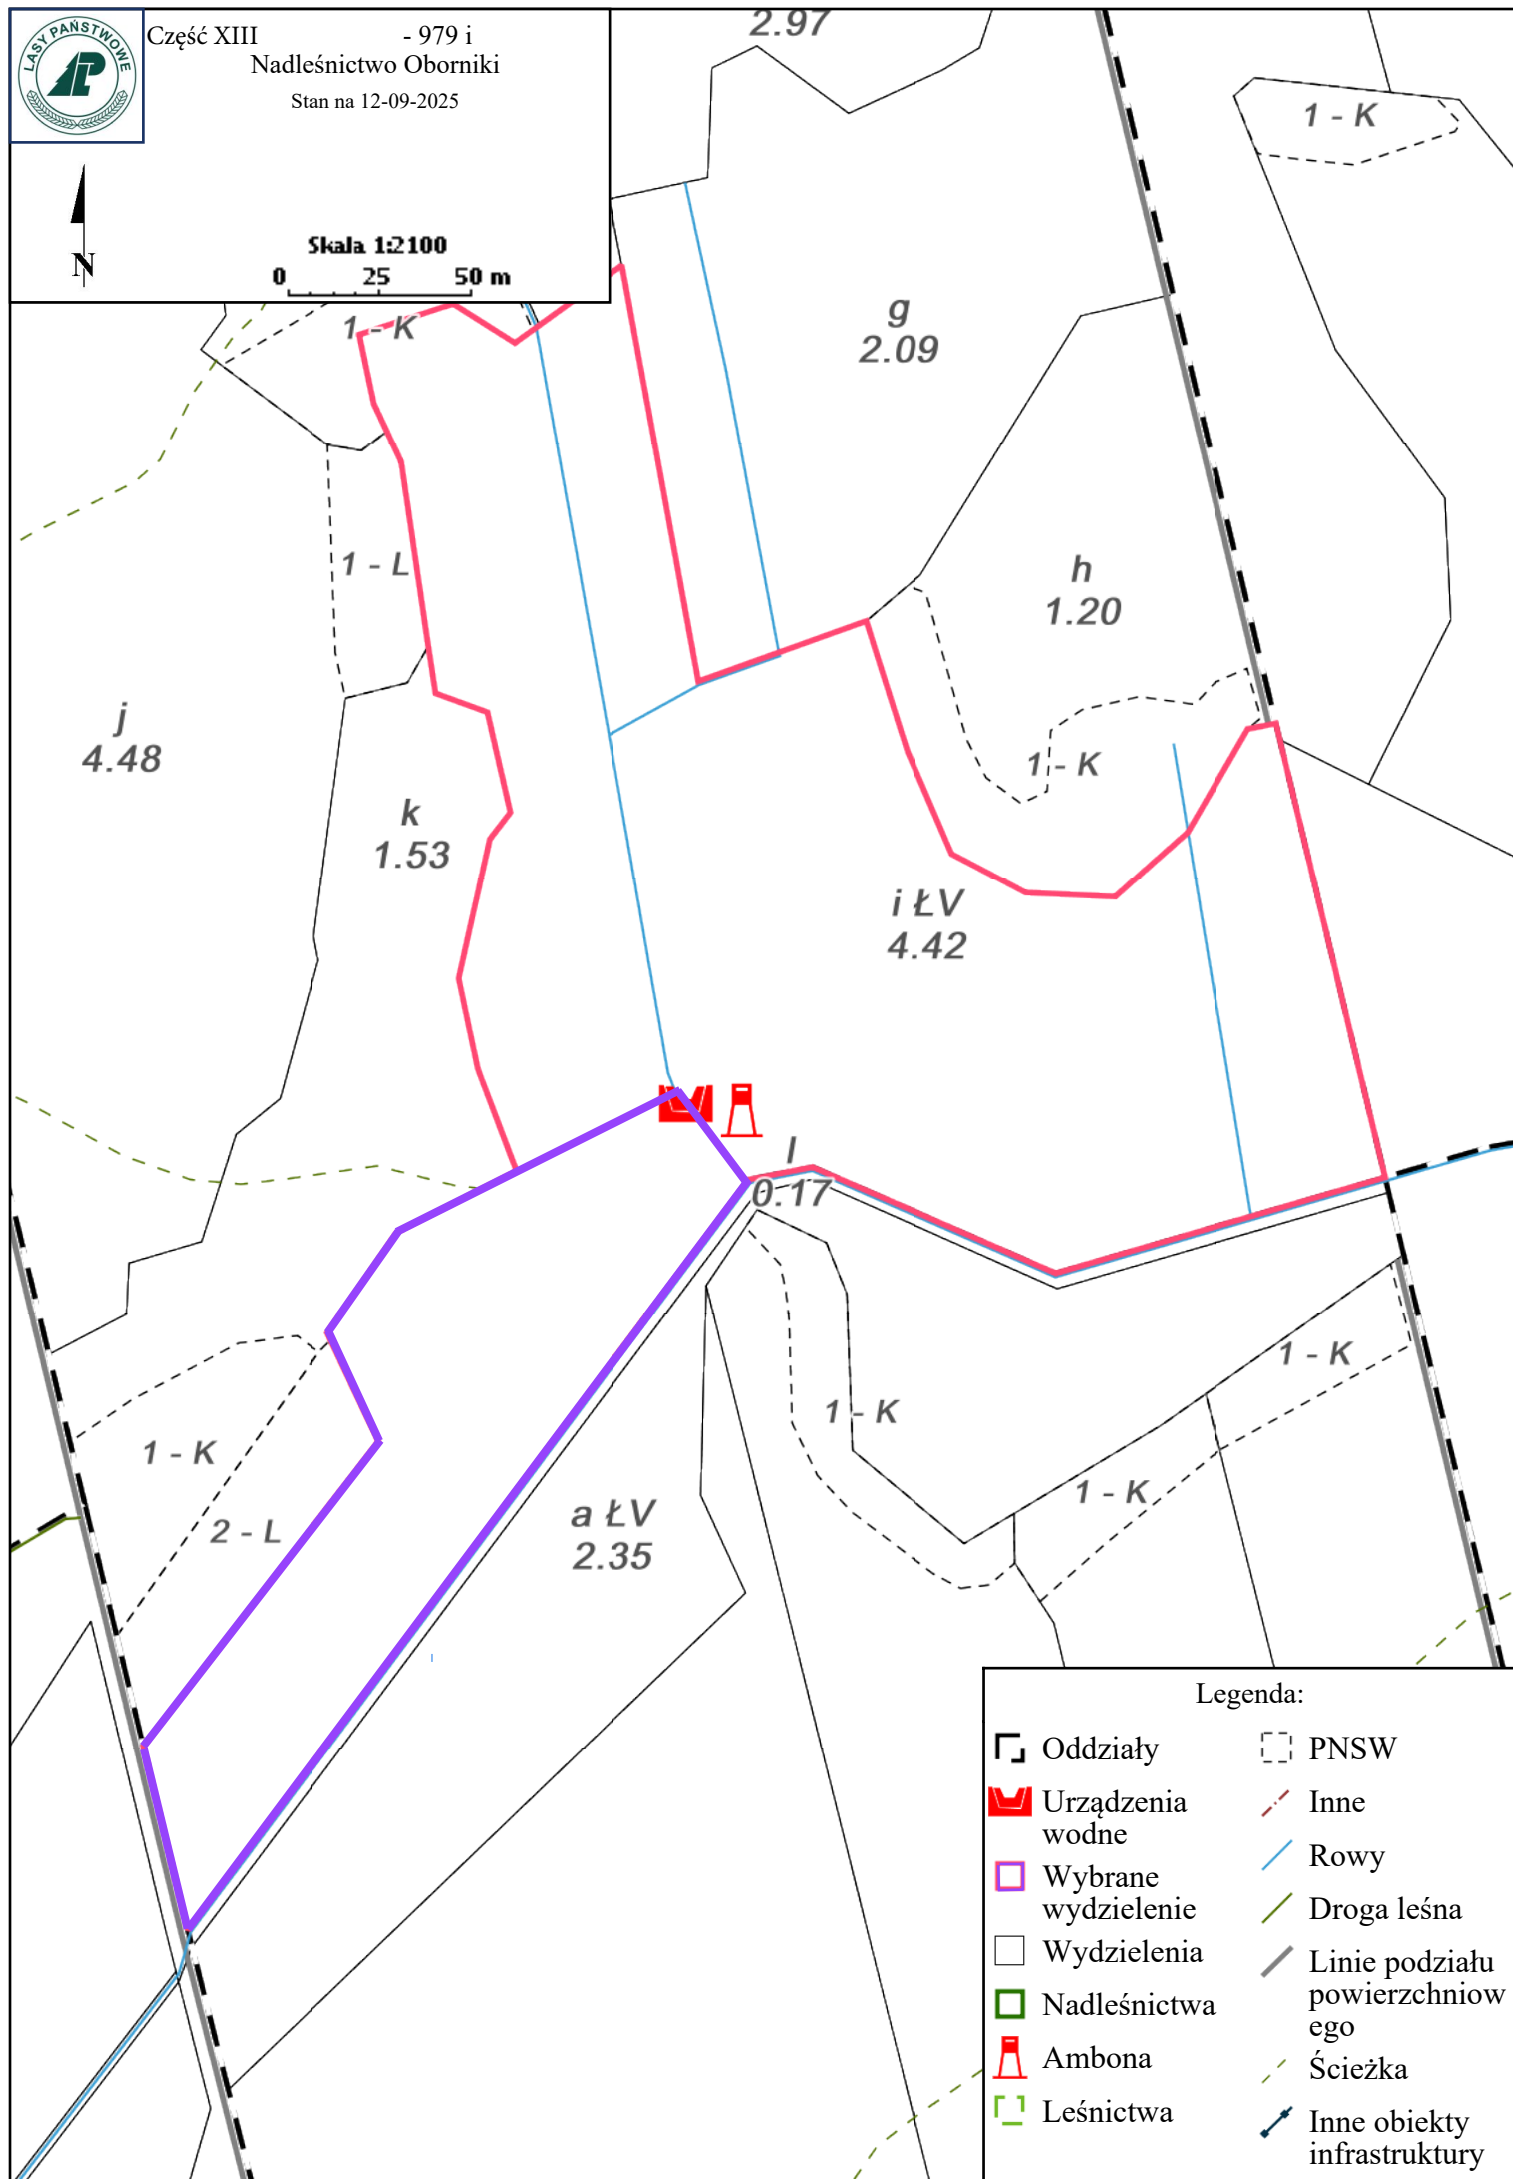 LASY PAŃSTWOWE
Część XIII - 979 i
Nadleśnictwo Oborniki
Stan na 12-09-2025
N
Skala 1:2100
0 25 50 m
2.97
1 - K
g
2.09
1 - K
1 - L
h
1.20
j
4.48
1 - K
k
1.53
i ŁV
4.42
l
0.17
1 - K
1 - K
1 - K
1 - K
2 - L
a ŁV
2.35
Legenda:
Oddziały
Urządzenia
wodne
Wybrane
wydzielenie
Wydzielenia
Nadleśnictwa
Ambona
Leśnictwa
PNSW
Inne
Rowy
Droga leśna
Linie podziału
powierzchniow
ego
Ścieżka
Inne obiekty
infrastruktury